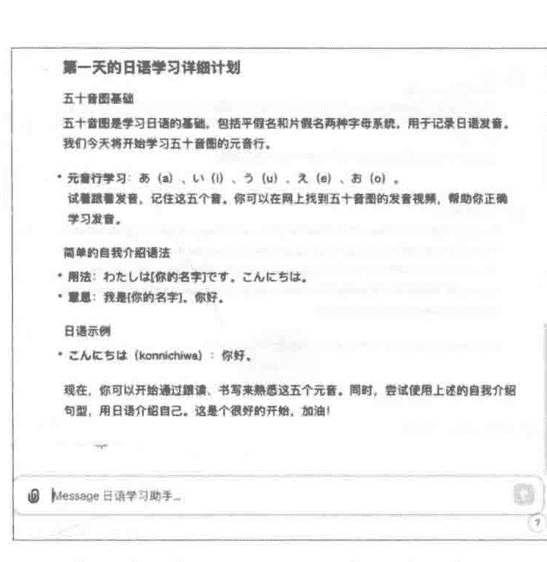 第一天的日语学习详细计划
五十音图基础
五十音图是学习日语的基础，包括平假名和片假名两种字母系统，用于记录日语发音。
我们今天将开始学习五十音图的元音行。
• 元音行学习：あ（a）、い（i）、う（u）、え（e）、お（o）。
试着跟着发音，记住这五个音。你可以在网上找到五十音图的发音视频，帮助你正确
学习发音。
简单的自我介绍语法
• 用法：わたしは[你的名字]です。こんにちは。
• 意思：我是[你的名字]。你好。
日语示例
• こんにちは（konnichiwa）：你好。
现在，你可以开始通过跟读、书写来熟悉这五个元音。同时，尝试使用上述的自我介绍
句型，用日语介绍自己。这是个很好的开始，加油！
Message 日语学习助手...
?